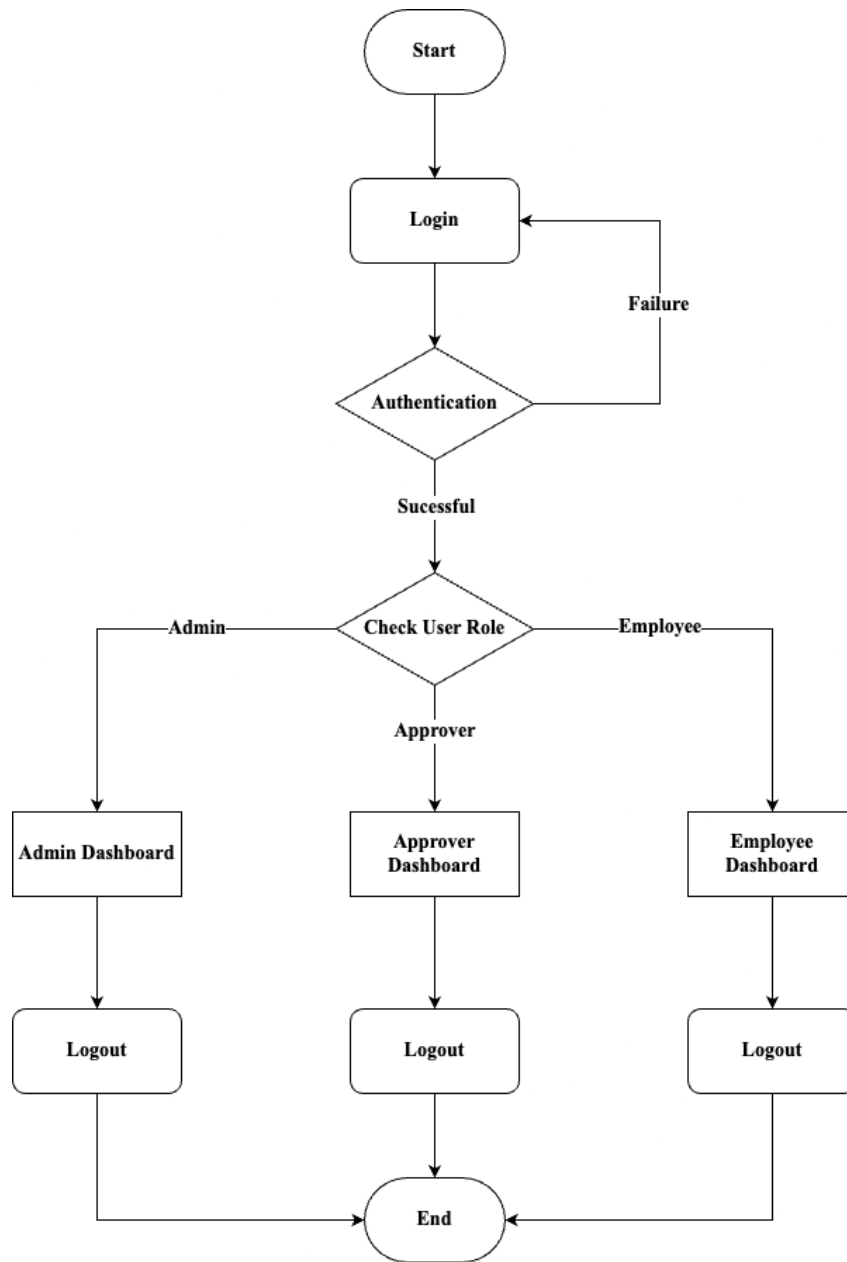 Start
Login
Failure
Authentication
Sucessful
Admin
Check User Role
Employee
Approver
Admin Dashboard
Approver
Dashboard
Employee
Dashboard
Logout
Logout
Logout
End